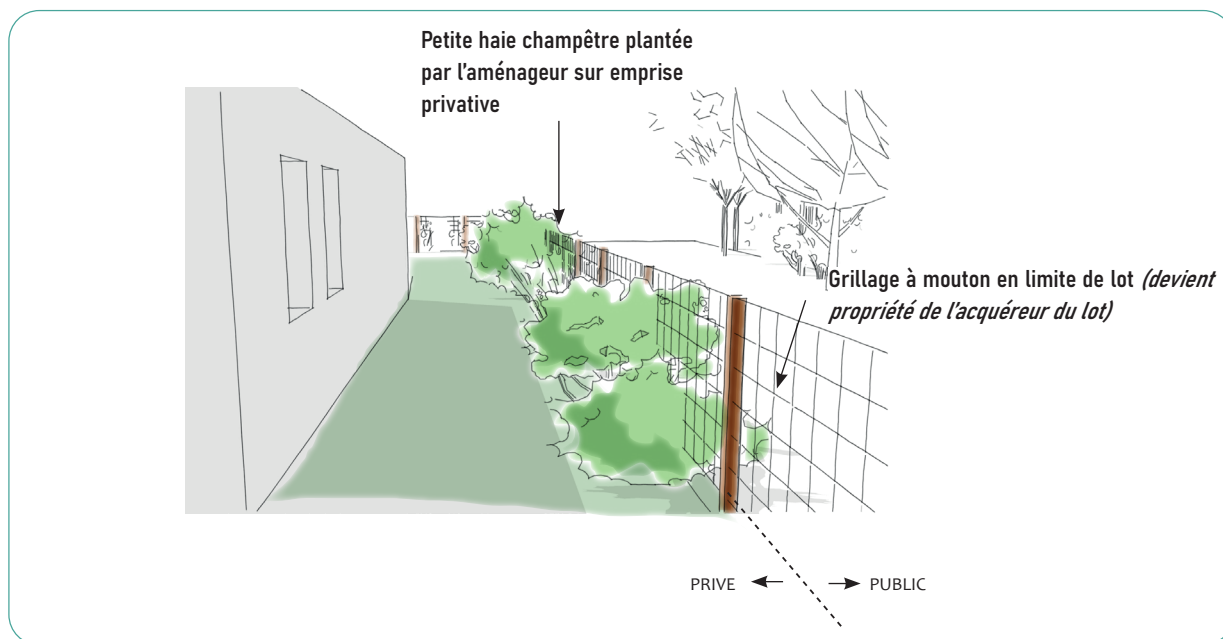 Petite haie champêtre plantée
par l'aménageur sur emprise
privative
Grillage à mouton en limite de lot (devient
propriété de l'acquéreur du lot)
PRIVE
PUBLIC